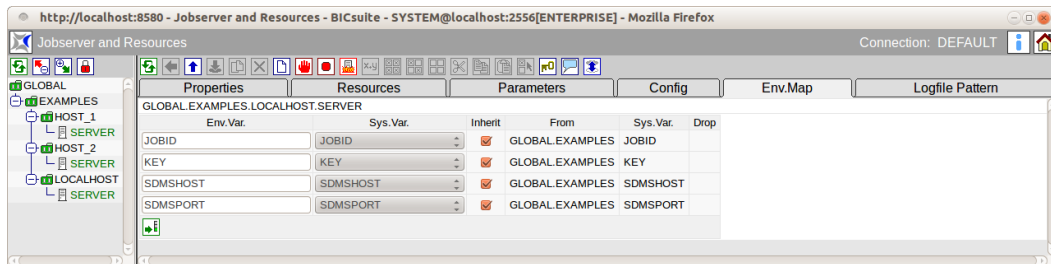 http://localhost:8580 - Jobserver and Resources - BICsuite - SYSTEM@localhost:2556[ENTERPRISE] - Mozilla Firefox
Jobserver and Resources Connection: DEFAULT
GLOBAL
EXAMPLES
HOST_1
SERVER
HOST_2
SERVER
LOCALHOST
SERVER
x.y
Properties Resources Parameters Config Env.Map Logfile Pattern
GLOBAL.EXAMPLES.LOCALHOST.SERVER
Env.Var. Sys.Var. Inherit From Sys.Var. Drop
JOBID JOBID GLOBAL.EXAMPLES JOBID
KEY KEY GLOBAL.EXAMPLES KEY
SDMSHOST SDMSHOST GLOBAL.EXAMPLES SDMSHOST
SDMSPORT SDMSPORT GLOBAL.EXAMPLES SDMSPORT